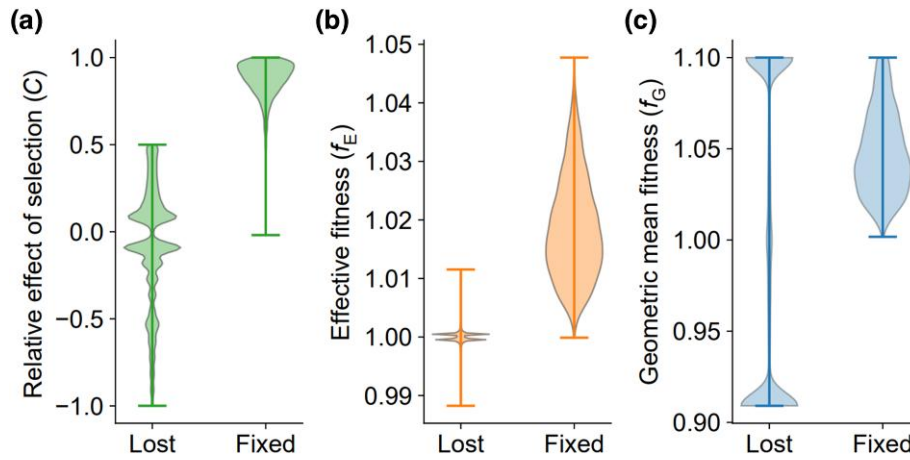 (a)
Relative effect of selection (C)
1.0
0.5
0.0
−0.5
−1.0
Lost
Fixed
(b)
Effective fitness (fE)
1.05
1.04
1.03
1.02
1.01
1.00
0.99
Lost
Fixed
(c)
Geometric mean fitness (fG)
1.10
1.05
1.00
0.95
0.90
Lost
Fixed